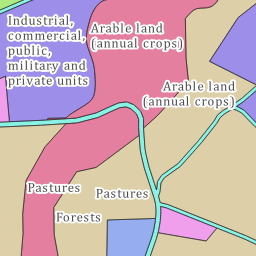 Industrial,
commercial,
public,
military and
private units
Arable land
(annual crops)
Arable land
(annual crops)
Pastures
Pastures
Forests